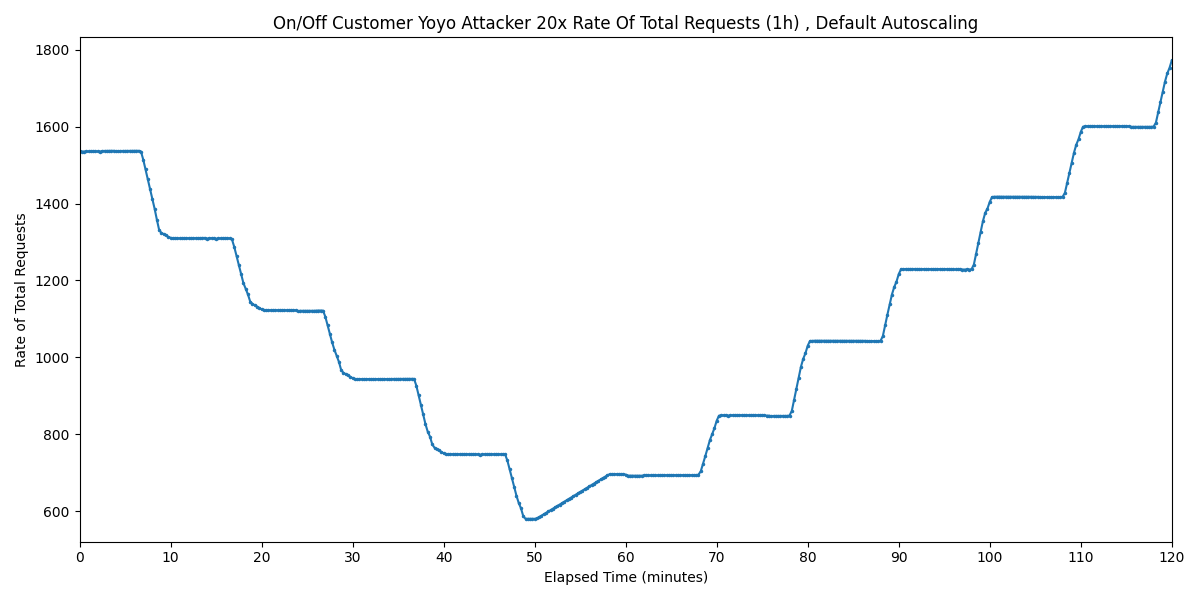 On/Off Customer Yoyo Attacker 20x Rate Of Total Requests (1h) , Default Autoscaling
1800
1600
1400
1200
1000
800
600
Rate of Total Requests
0 10 20 30 40 50 60 70 80 90 100 110 120
Elapsed Time (minutes)